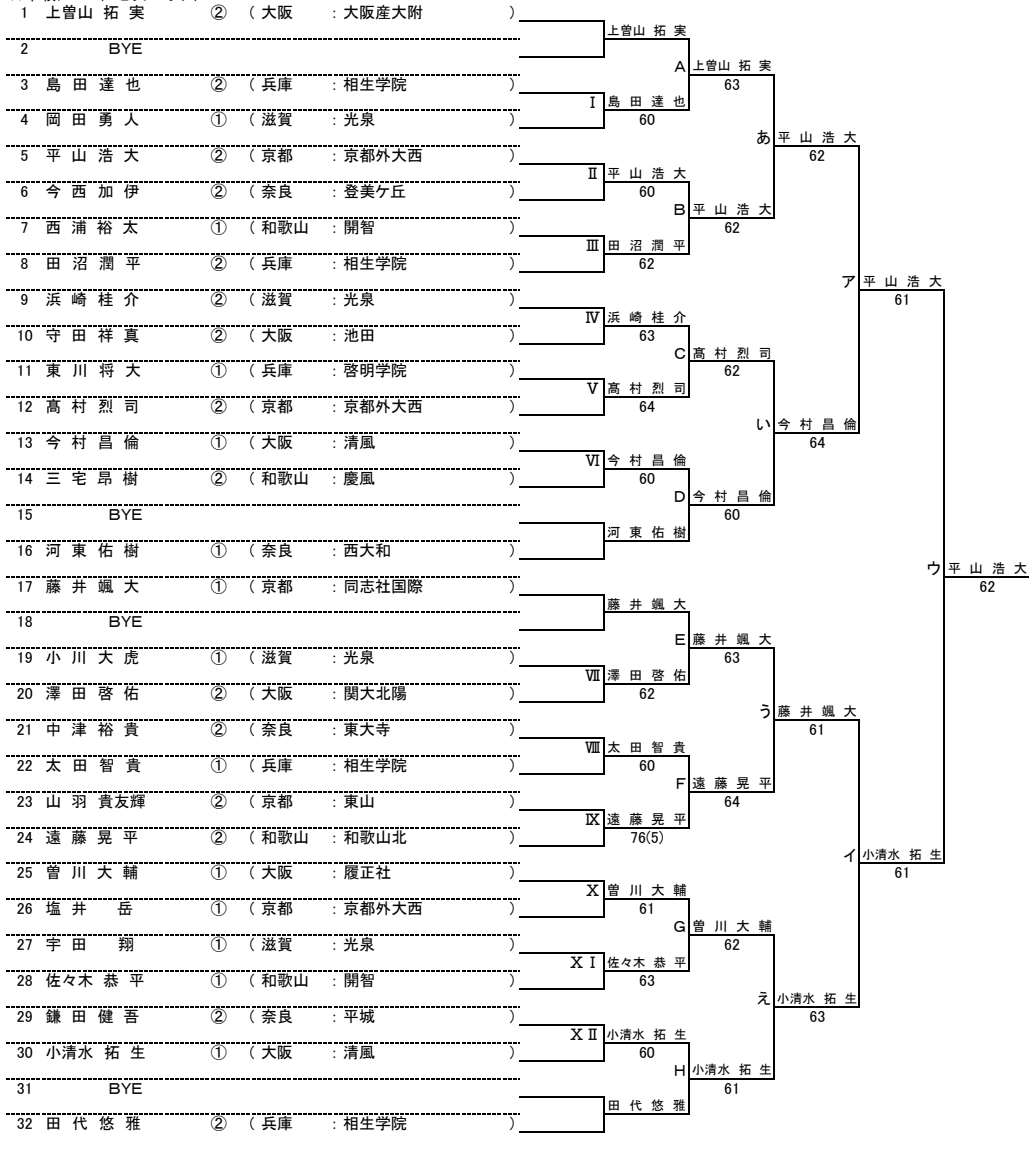 1 上曽山 拓 実 ② ( 大阪 : 大阪産大附 )
2 BYE
3 島 田 達 也 ② ( 兵庫 : 相生学院 )
4 岡 田 勇 人 ① ( 滋賀 : 光泉 )
5 平 山 浩 大 ② ( 京都 : 京都外大西 )
6 今 西 加 伊 ② ( 奈良 : 登美ケ丘 )
7 西 浦 裕 太 ① ( 和歌山 : 開智 )
8 田 沼 潤 平 ② ( 兵庫 : 相生学院 )
9 浜 崎 桂 介 ② ( 滋賀 : 光泉 )
10 守 田 祥 真 ② ( 大阪 : 池田 )
11 東 川 将 大 ① ( 兵庫 : 啓明学院 )
12 髙 村 烈 司 ② ( 京都 : 京都外大西 )
13 今 村 昌 倫 ① ( 大阪 : 清風 )
14 三 宅 昂 樹 ② ( 和歌山 : 慶風 )
15 BYE
16 河 東 佑 樹 ① ( 奈良 : 西大和 )
17 藤 井 颯 大 ① ( 京都 : 同志社国際 )
18 BYE
19 小 川 大 虎 ① ( 滋賀 : 光泉 )
20 澤 田 啓 佑 ② ( 大阪 : 関大北陽 )
21 中 津 裕 貴 ② ( 奈良 : 東大寺 )
22 太 田 智 貴 ① ( 兵庫 : 相生学院 )
23 山 羽 貴友輝 ② ( 京都 : 東山 )
24 遠 藤 晃 平 ② ( 和歌山 : 和歌山北 )
25 曽 川 大 輔 ① ( 大阪 : 履正社 )
26 塩 井 岳 ① ( 京都 : 京都外大西 )
27 宇 田 翔 ① ( 滋賀 : 光泉 )
28 佐々木 恭 平 ① ( 和歌山 : 開智 )
29 鎌 田 健 吾 ② ( 奈良 : 平城 )
30 小清水 拓 生 ① ( 大阪 : 清風 )
31 BYE
32 田 代 悠 雅 ② ( 兵庫 : 相生学院 )
上曽山 拓 実
Ⅰ 島 田 達 也
60
Ⅱ 平 山 浩 大
60
Ⅲ 田 沼 潤 平
62
Ⅳ 浜 崎 桂 介
63
Ⅴ 髙 村 烈 司
64
Ⅵ 今 村 昌 倫
60
河 東 佑 樹
藤 井 颯 大
Ⅶ 澤 田 啓 佑
62
Ⅷ 太 田 智 貴
60
Ⅸ 遠 藤 晃 平
76(5)
Ⅹ 曽 川 大 輔
61
ⅩⅠ 佐々木 恭 平
63
ⅩⅡ 小清水 拓 生
60
田 代 悠 雅
A 上曽山 拓 実
63
B 平 山 浩 大
62
C 髙 村 烈 司
62
D 今 村 昌 倫
60
E 藤 井 颯 大
63
F 遠 藤 晃 平
64
G 曽 川 大 輔
62
H 小清水 拓 生
61
あ 平 山 浩 大
62
い 今 村 昌 倫
64
う 藤 井 颯 大
61
え 小清水 拓 生
63
ア 平 山 浩 大
61
イ 小清水 拓 生
61
ウ 平 山 浩 大
62